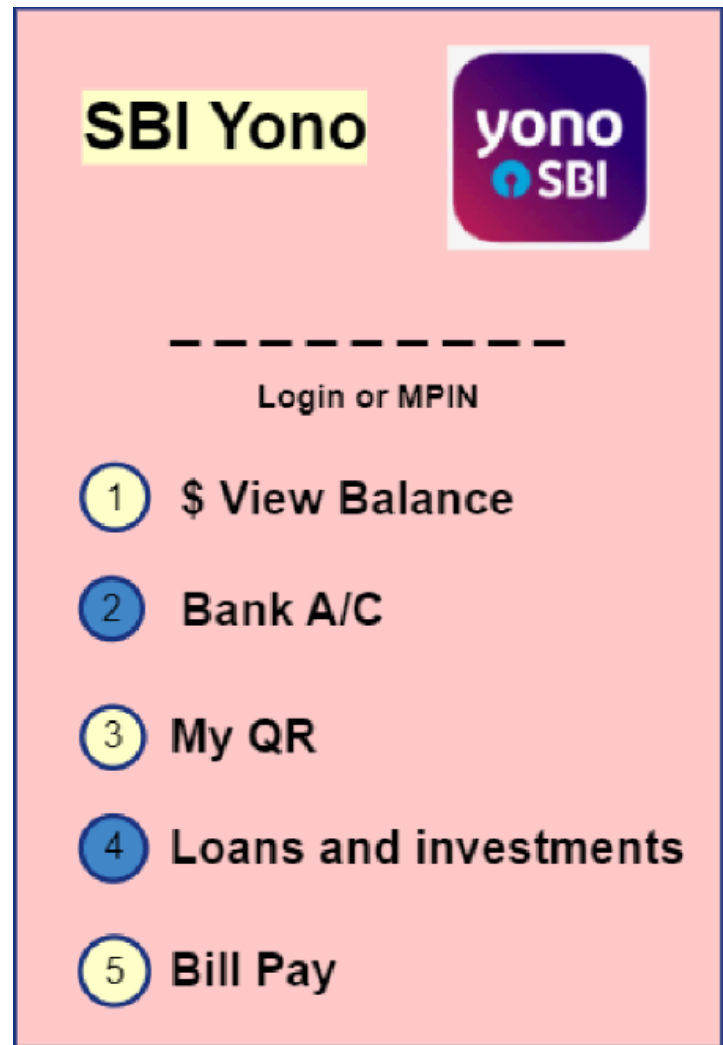 SBI Yono
yono
SBI
_ _ _ _ _ _ _ _ _
Login or MPIN
1 $ View Balance
2 Bank A/C
3 My QR
4 Loans and investments
5 Bill Pay